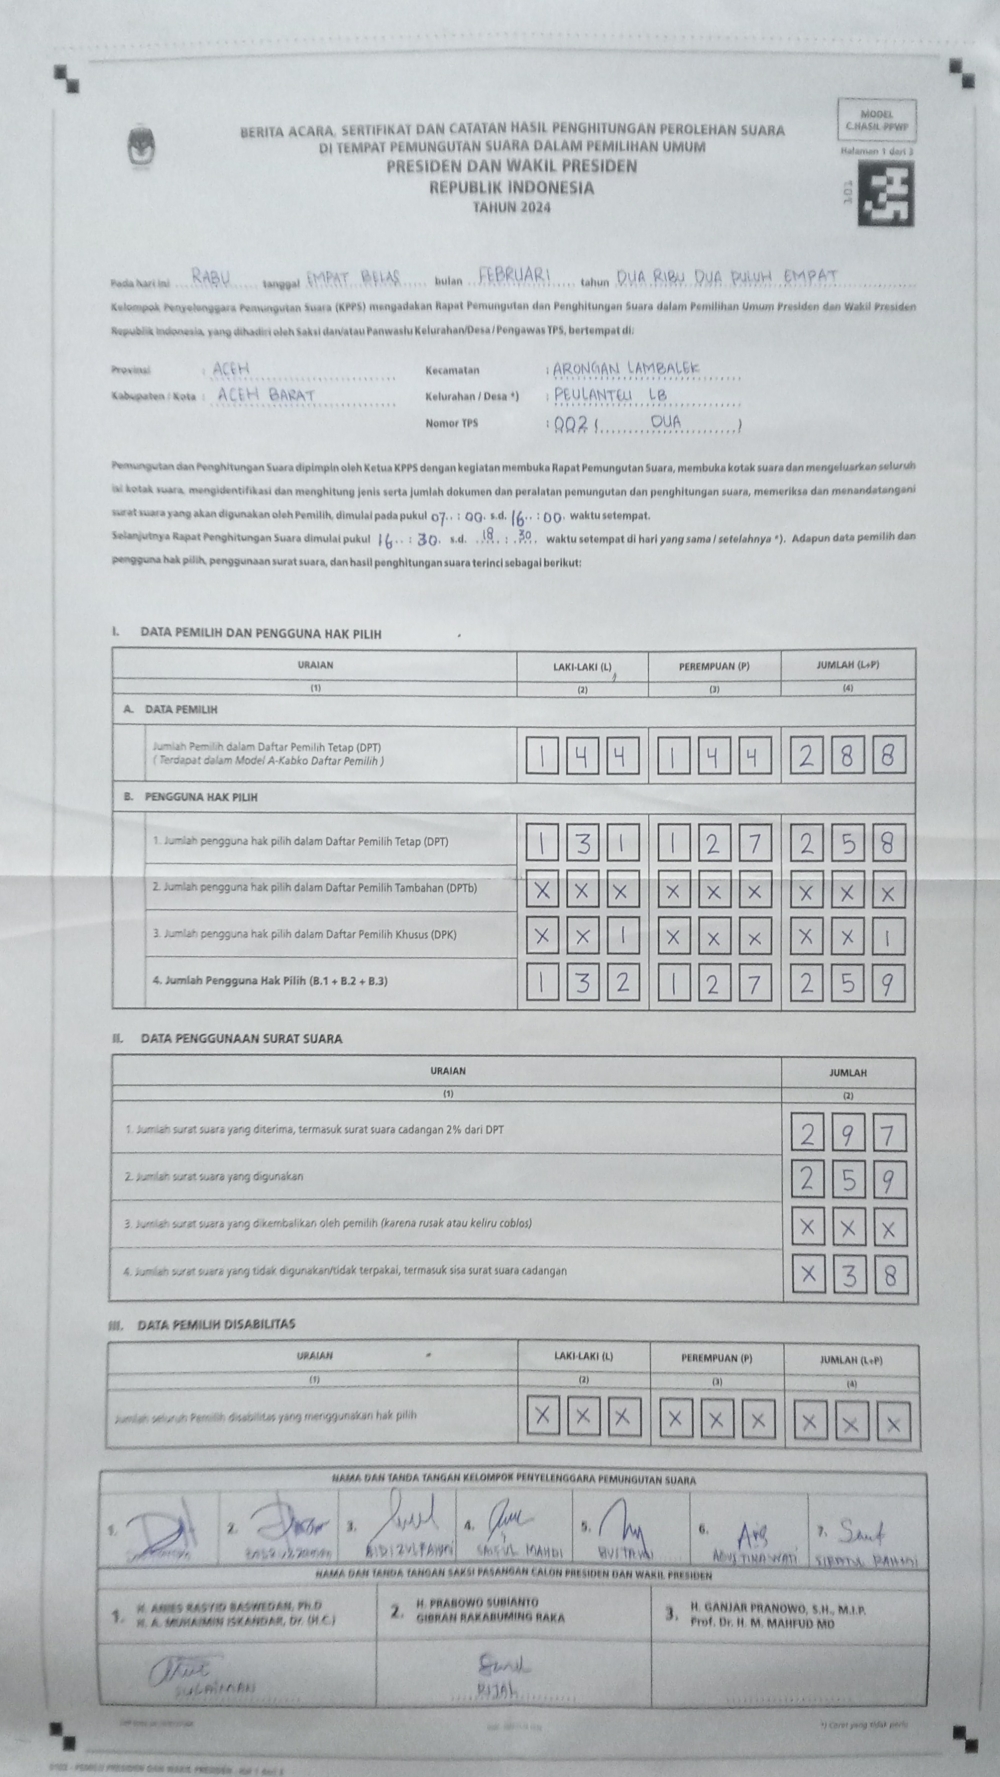 MODEL
C.HASIL-PPWP
BERITA ACARA, SERTIFIKAT DAN CATATAN HASIL PENGHITUNGAN PEROLEHAN SUARA
DI TEMPAT PEMUNGUTAN SUARA DALAM PEMILIHAN UMUM
PRESIDEN DAN WAKIL PRESIDEN
REPUBLIK INDONESIA
TAHUN 2024
Halaman 1 dari 3
101
Pada hari ini RABU tanggal EMPAT BELAS bulan FEBRUARI tahun DUA RIBU DUA PULUH EMPAT
Kelompok Penyelenggara Pemungutan Suara (KPPS) mengadakan Rapat Pemungutan dan Penghitungan Suara dalam Pemilihan Umum Presiden dan Wakil Presiden
Republik Indonesia, yang dihadiri oleh Saksi dan/atau Panwaslu Kelurahan/Desa/Pengawas TPS, bertempat di:
Provinsi : ACEH Kecamatan : ARONGAN LAMBALEK
Kabupaten / Kota : ACEH BARAT Kelurahan / Desa *) : PEULANTEU LB
Nomor TPS : 002 ( DUA )
Pemungutan dan Penghitungan Suara dipimpin oleh Ketua KPPS dengan kegiatan membuka Rapat Pemungutan Suara, membuka kotak suara dan mengeluarkan seluruh
isi kotak suara, mengidentifikasi dan menghitung jenis serta jumlah dokumen dan peralatan pemungutan dan penghitungan suara, memeriksa dan menandatangani
surat suara yang akan digunakan oleh Pemilih, dimulai pada pukul 07 : 00 s.d. 16 : 00 waktu setempat.
Selanjutnya Rapat Penghitungan Suara dimulai pukul 16 : 30 s.d. 18 : 30 waktu setempat di hari yang sama / setelahnya *). Adapun data pemilih dan
pengguna hak pilih, penggunaan surat suara, dan hasil penghitungan suara terinci sebagai berikut:
I. DATA PEMILIH DAN PENGGUNA HAK PILIH
URAIAN LAKI-LAKI (L) PEREMPUAN (P) JUMLAH (L+P)
(1) (2) (3) (4)
A. DATA PEMILIH
Jumlah Pemilih dalam Daftar Pemilih Tetap (DPT) 1 4 4 1 4 4 2 8 8
( Terdapat dalam Model A-Kabko Daftar Pemilih )
B. PENGGUNA HAK PILIH
1. Jumlah pengguna hak pilih dalam Daftar Pemilih Tetap (DPT) 1 3 1 1 2 7 2 5 8
2. Jumlah pengguna hak pilih dalam Daftar Pemilih Tambahan (DPTb) X X X X X X X X X
3. Jumlah pengguna hak pilih dalam Daftar Pemilih Khusus (DPK) X X 1 X X X X X 1
4. Jumlah Pengguna Hak Pilih (B.1 + B.2 + B.3) 1 3 2 1 2 7 2 5 9
II. DATA PENGGUNAAN SURAT SUARA
URAIAN JUMLAH
(1) (2)
1. Jumlah surat suara yang diterima, termasuk surat suara cadangan 2% dari DPT 2 9 7
2. Jumlah surat suara yang digunakan 2 5 9
3. Jumlah surat suara yang dikembalikan oleh pemilih (karena rusak atau keliru coblos) X X X
4. Jumlah surat suara yang tidak digunakan/tidak terpakai, termasuk sisa surat suara cadangan X 3 8
III. DATA PEMILIH DISABILITAS
URAIAN LAKI-LAKI (L) PEREMPUAN (P) JUMLAH (L+P)
(1) (2) (3) (4)
Jumlah seluruh Pemilih disabilitas yang menggunakan hak pilih X X X X X X X X X
NAMA DAN TANDA TANGAN KELOMPOK PENYELENGGARA PEMUNGUTAN SUARA
1. 2. 3. 4. 5. 6. 7.
SAIFUL MAHDI AGUSTINAWATI
NAMA DAN TANDA TANGAN SAKSI PASANGAN CALON PRESIDEN DAN WAKIL PRESIDEN
1. H. ANIES RASYID BASWEDAN, Ph.D
H. A. MUHAIMIN ISKANDAR, Dr. (H.C.)
2. H. PRABOWO SUBIANTO
GIBRAN RAKABUMING RAKA
3. H. GANJAR PRANOWO, S.H., M.I.P.
Prof. Dr. H. M. MAHFUD MD
SULAIMAN RIJAL
*) Coret yang tidak perlu